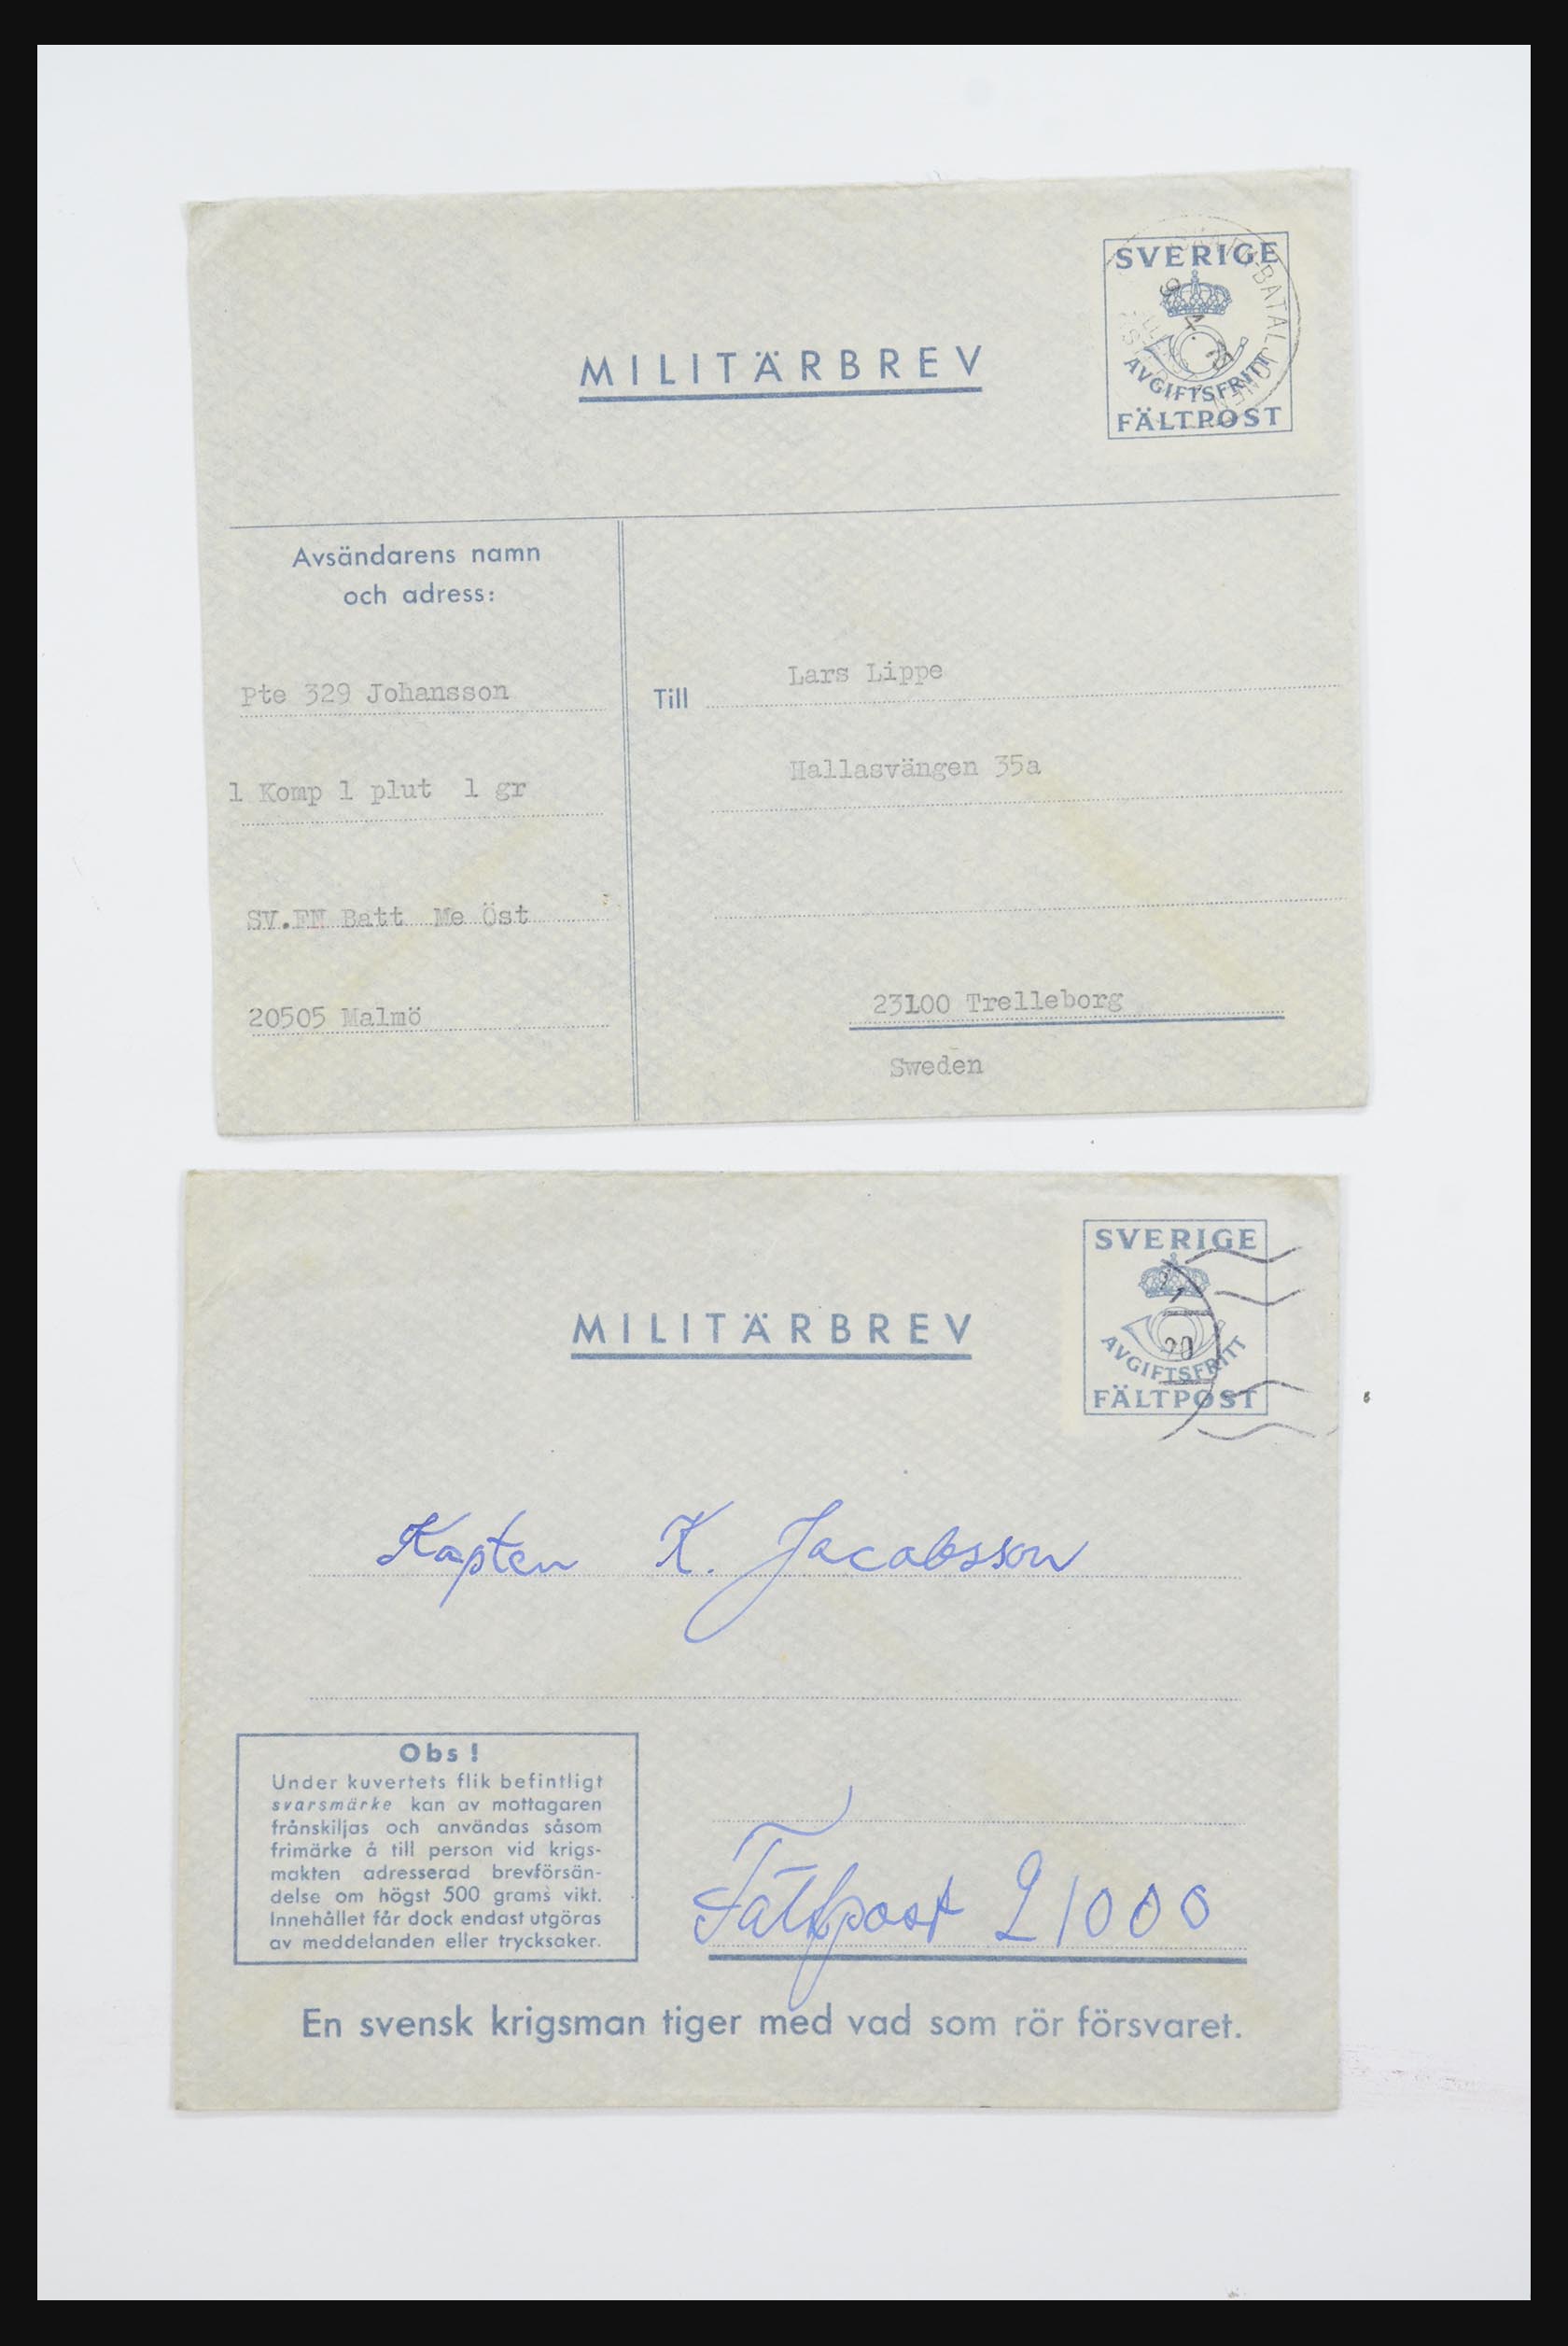 SVERIGE
AVGIFTSFRITT
FÄLTPOST
BATALJONEN
MILITÄRBREV
Avsändarens namn
och adress:
Pte 329 Johansson
1 Komp 1 plut 1 gr
SV.FN Batt Me Öst
20505 Malmö
Till
Lars Lippe
Hallasvängen 35a
23100 Trelleborg
Sweden
SVERIGE
AVGIFTSFRITT
FÄLTPOST
20
MILITÄRBREV
Kapten K. Jacobsson
Obs !
Under kuvertets flik befintligt
svarsmärke kan av mottagaren
frånskiljas och användas såsom
frimärke å till person vid krigs-
makten adresserad brevförsän-
delse om högst 500 grams vikt.
Innehållet får dock endast utgöras
av meddelanden eller trycksaker.
Fältpost 21000
En svensk krigsman tiger med vad som rör försvaret.